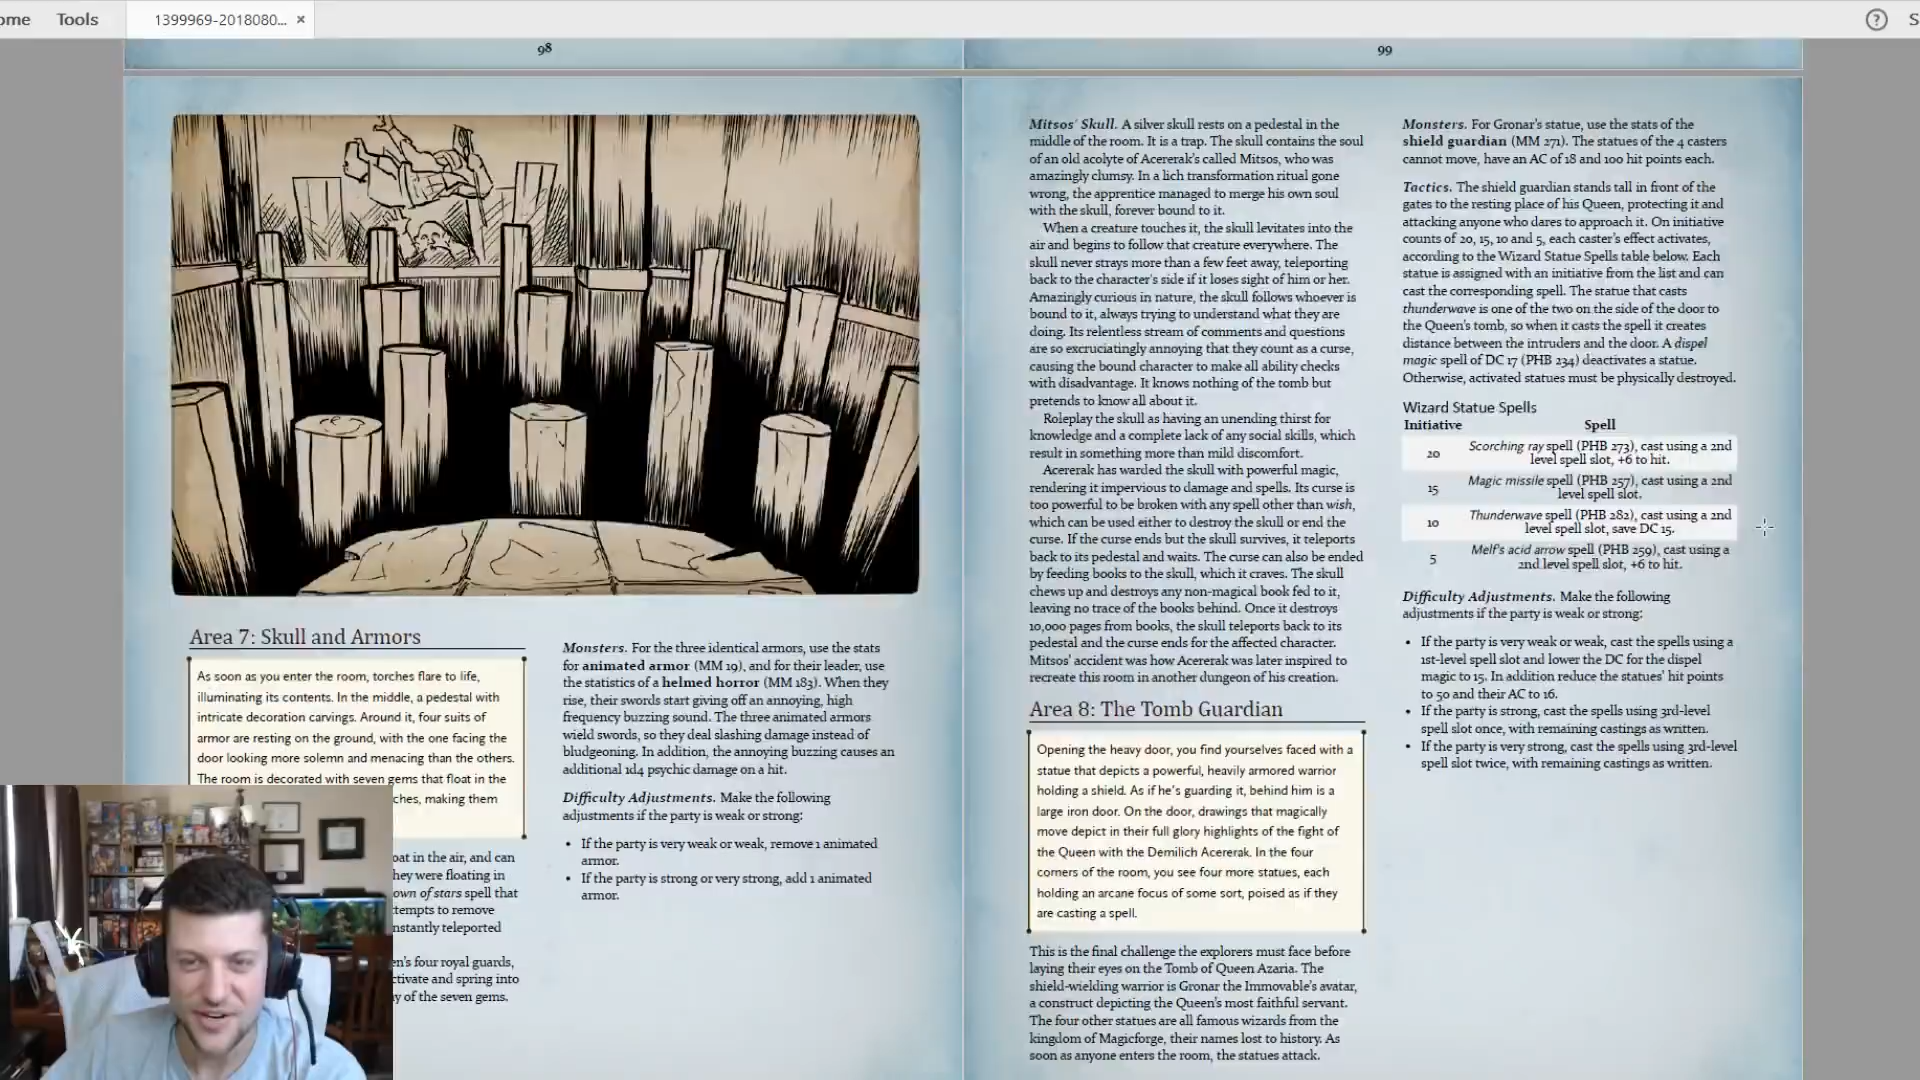 ome
Tools
1399969-2018080... ×
?
S
98
99
Area 7: Skull and Armors
As soon as you enter the room, torches flare to life,
illuminating its contents. In the middle, a pedestal with
intricate decoration carvings. Around it, four suits of
armor are resting on the ground, with the one facing the
door looking more solemn and menacing than the others.
The room is decorated with seven gems that float in the
ches, making them
oat in the air, and can
hey were floating in
own of stars spell that
ttempts to remove
nstantly teleported
en's four royal guards,
ctivate and spring into
ny of the seven gems.
Monsters. For the three identical armors, use the stats
for animated armor (MM 19), and for their leader, use
the statistics of a helmed horror (MM 183). When they
rise, their swords start giving off an annoying, high
frequency buzzing sound. The three animated armors
wield swords, so they deal slashing damage instead of
bludgeoning. In addition, the annoying buzzing causes an
additional 1d4 psychic damage on a hit.
Difficulty Adjustments. Make the following
adjustments if the party is weak or strong:
• If the party is very weak or weak, remove 1 animated
armor.
• If the party is strong or very strong, add 1 animated
armor.
Mitsos' Skull. A silver skull rests on a pedestal in the
middle of the room. It is a trap. The skull contains the soul
of an old acolyte of Acererak's called Mitsos, who was
amazingly clumsy. In a lich transformation ritual gone
wrong, the apprentice managed to merge his own soul
with the skull, forever bound to it.
When a creature touches it, the skull levitates into the
air and begins to follow that creature everywhere. The
skull never strays more than a few feet away, teleporting
back to the character's side if it loses sight of him or her.
Amazingly curious in nature, the skull follows whoever is
bound to it, always trying to understand what they are
doing. Its relentless stream of comments and questions
are so excruciatingly annoying that they count as a curse,
causing the bound character to make all ability checks
with disadvantage. It knows nothing of the tomb but
pretends to know all about it.
Roleplay the skull as having an unending thirst for
knowledge and a complete lack of any social skills, which
result in something more than mild discomfort.
Acererak has warded the skull with powerful magic,
rendering it impervious to damage and spells. Its curse is
too powerful to be broken with any spell other than wish,
which can be used either to destroy the skull or end the
curse. If the curse ends but the skull survives, it teleports
back to its pedestal and waits. The curse can also be ended
by feeding books to the skull, which it craves. The skull
chews up and destroys any non-magical book fed to it,
leaving no trace of the books behind. Once it destroys
10,000 pages from books, the skull teleports back to its
pedestal and the curse ends for the affected character.
Mitsos' accident was how Acererak was later inspired to
recreate this room in another dungeon of his creation.
Area 8: The Tomb Guardian
Opening the heavy door, you find yourselves faced with a
statue that depicts a powerful, heavily armored warrior
holding a shield. As if he's guarding it, behind him is a
large iron door. On the door, drawings that magically
move depict in their full glory highlights of the fight of
the Queen with the Demilich Acererak. In the four
corners of the room, you see four more statues, each
holding an arcane focus of some sort, poised as if they
are casting a spell.
This is the final challenge the explorers must face before
laying their eyes on the Tomb of Queen Azaria. The
shield-wielding warrior is Gronar the Immovable's avatar,
a construct depicting the Queen's most faithful servant.
The four other statues are all famous wizards from the
kingdom of Magicforge, their names lost to history. As
soon as anyone enters the room, the statues attack.
Monsters. For Gronar's statue, use the stats of the
shield guardian (MM 271). The statues of the 4 casters
cannot move, have an AC of 18 and 100 hit points each.
Tactics. The shield guardian stands tall in front of the
gates to the resting place of his Queen, protecting it and
attacking anyone who dares to approach it. On initiative
counts of 20, 15, 10 and 5, each caster's effect activates,
according to the Wizard Statue Spells table below. Each
statue is assigned with an initiative from the list and can
cast the corresponding spell. The statue that casts
thunderwave is one of the two on the side of the door to
the Queen's tomb, so when it casts the spell it creates
distance between the intruders and the door. A dispel
magic spell of DC 17 (PHB 234) deactivates a statue.
Otherwise, activated statues must be physically destroyed.
Wizard Statue Spells
Initiative Spell
20 Scorching ray spell (PHB 273), cast using a 2nd
level spell slot, +6 to hit.
15 Magic missile spell (PHB 257), cast using a 2nd
level spell slot.
10 Thunderwave spell (PHB 282), cast using a 2nd
level spell slot, save DC 15.
5 Melf's acid arrow spell (PHB 259), cast using a
2nd level spell slot, +6 to hit.
Difficulty Adjustments. Make the following
adjustments if the party is weak or strong:
• If the party is very weak or weak, cast the spells using a
1st-level spell slot and lower the DC for the dispel
magic to 15. In addition reduce the statues' hit points
to 50 and their AC to 16.
• If the party is strong, cast the spells using 3rd-level
spell slot once, with remaining castings as written.
• If the party is very strong, cast the spells using 3rd-level
spell slot twice, with remaining castings as written.